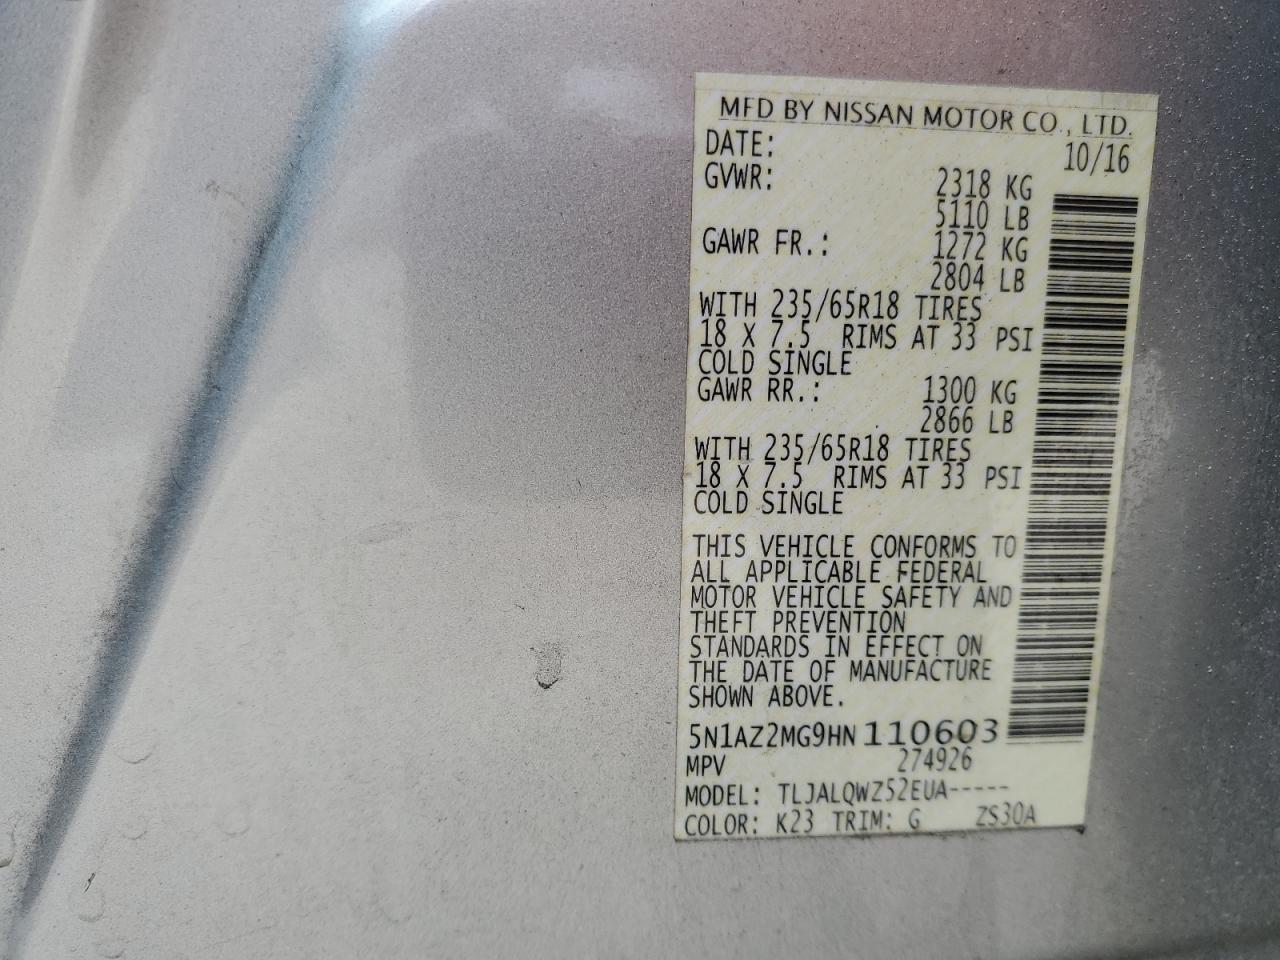 MFD BY NISSAN MOTOR CO., LTD.
DATE: 10/16
GVWR: 2318 KG
5110 LB
GAWR FR.: 1272 KG
2804 LB
WITH 235/65R18 TIRES
18 X 7.5 RIMS AT 33 PSI
COLD SINGLE
GAWR RR.: 1300 KG
2866 LB
WITH 235/65R18 TIRES
18 X 7.5 RIMS AT 33 PSI
COLD SINGLE
THIS VEHICLE CONFORMS TO
ALL APPLICABLE FEDERAL
MOTOR VEHICLE SAFETY AND
THEFT PREVENTION
STANDARDS IN EFFECT ON
THE DATE OF MANUFACTURE
SHOWN ABOVE.
5N1AZ2MG9HN110603
MPV 274926
MODEL: TLJALQWZ52EUA-----
COLOR: K23 TRIM: G ZS30A